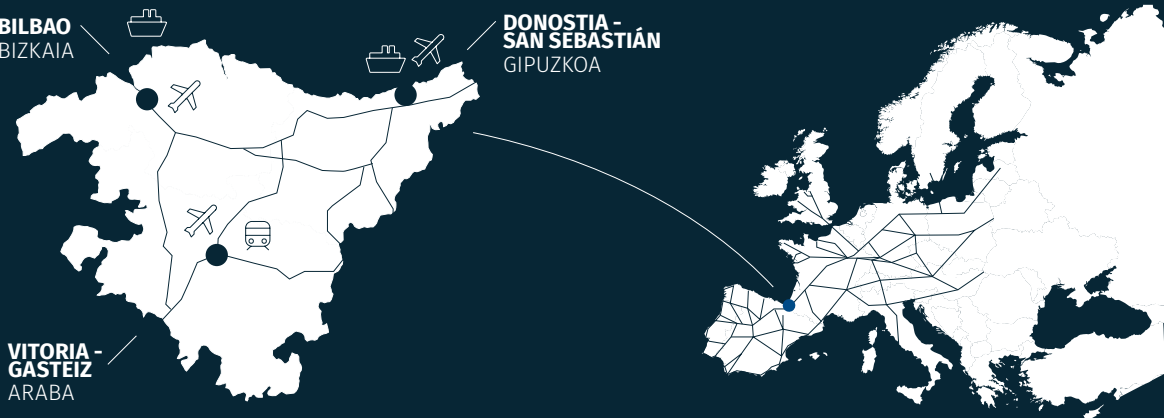 BILBAO
BIZKAIA
DONOSTIA -
SAN SEBASTIÁN
GIPUZKOA
VITORIA -
GASTEIZ
ARABA